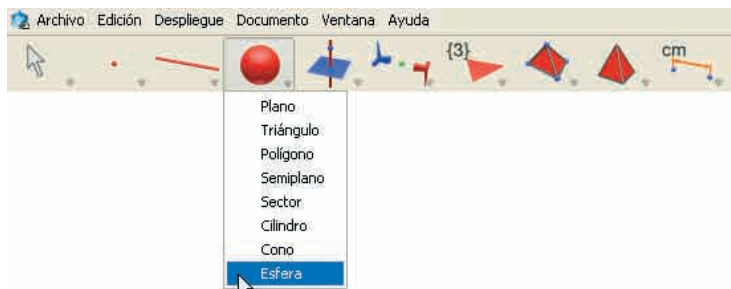 Archivo Edición Despliegue Documento Ventana Ayuda
{3} cm
Plano
Triángulo
Polígono
Semiplano
Sector
Cilindro
Cono
Esfera